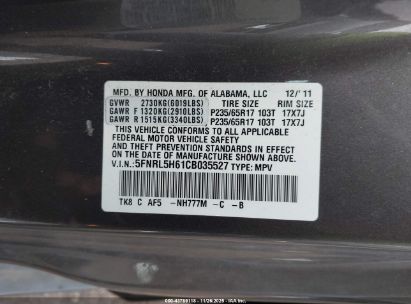 MFD. BY HONDA MFG. OF ALABAMA, LLC 12/'11
GVWR 2730KG(6019LBS) TIRE SIZE RIM SIZE
GAWR F 1320KG(2910LBS) P235/65R17 103T 17X7J
GAWR R 1515KG(3340LBS) P235/65R17 103T 17X7J
THIS VEHICLE CONFORMS TO ALL APPLICABLE
FEDERAL MOTOR VEHICLE SAFETY AND
THEFT PREVENTION STANDARDS IN EFFECT ON
THE DATE OF MANUFACTURE SHOWN ABOVE.
5FNRL5H61CB035527 TYPE: MPV
TK8 C AF5 -NH777M -C -B